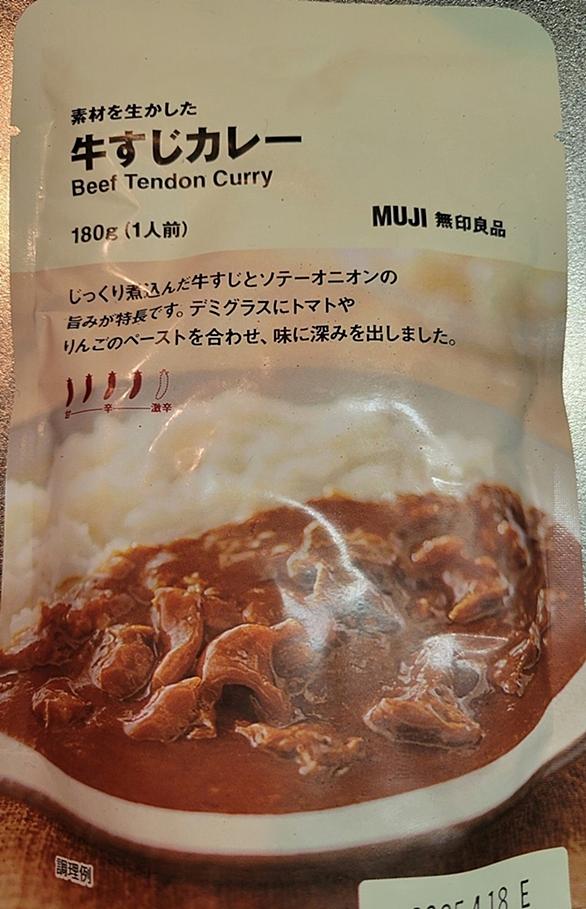 素材を生かした
牛すじカレー
Beef Tendon Curry
180g（1人前）
MUJI 無印良品
じっくり煮込んだ牛すじとソテーオニオンの
旨みが特長です。デミグラスにトマトや
りんごのペーストを合わせ、味に深みを出しました。
甘 辛 激辛
調理例
4.18 E